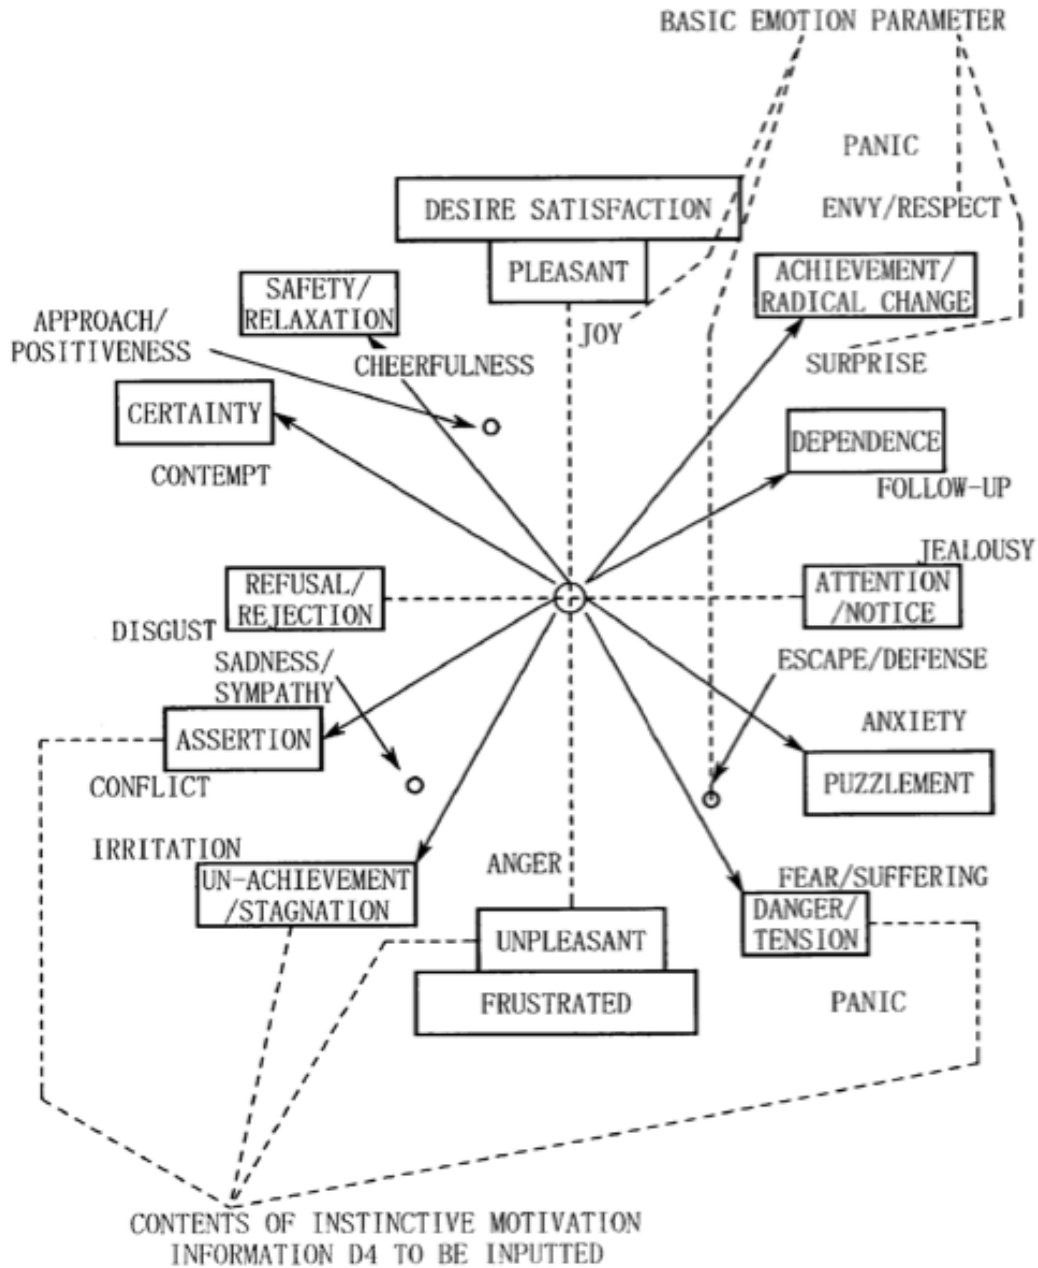 BASIC EMOTION PARAMETER
PANIC
DESIRE SATISFACTION
ENVY/RESPECT
PLEASANT
ACHIEVEMENT/
RADICAL CHANGE
SAFETY/
RELAXATION
APPROACH/
POSITIVENESS
JOY
CHEERFULNESS
SURPRISE
CERTAINTY
DEPENDENCE
CONTEMPT
FOLLOW-UP
JEALOUSY
REFUSAL/
REJECTION
ATTENTION
/NOTICE
DISGUST
SADNESS/
SYMPATHY
ESCAPE/DEFENSE
ASSERTION
ANXIETY
CONFLICT
PUZZLEMENT
IRRITATION
UN-ACHIEVEMENT
/STAGNATION
ANGER
FEAR/SUFFERING
DANGER/
TENSION
UNPLEASANT
FRUSTRATED
PANIC
CONTENTS OF INSTINCTIVE MOTIVATION
INFORMATION D4 TO BE INPUTTED